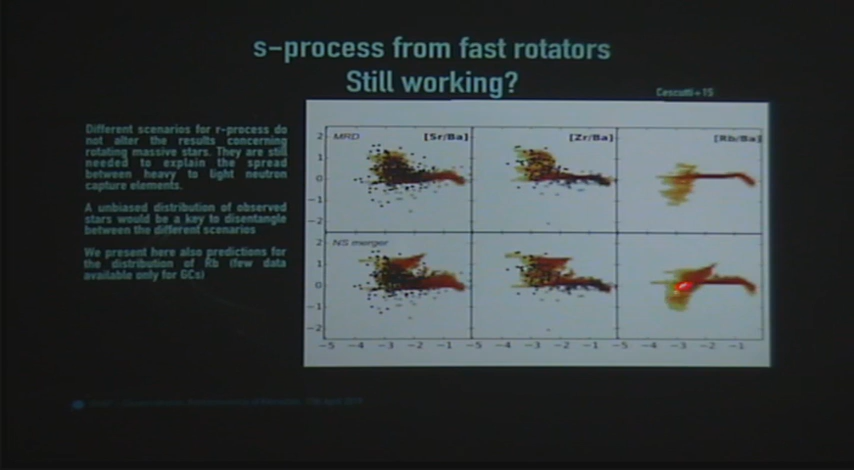 s-process from fast rotators
Still working?
Cescutti+15
Different scenarios for r-process do
not alter the results concerning
rotating massive stars. They are still
needed to explain the spread
between heavy to light neutron
capture elements.
A unbiased distribution of observed
stars would be a key to disentangle
between the different scenarios
We present here also predictions for
the distribution of Rb (few data
available only for GCs)
MRD [Sr/Ba] [Zr/Ba] [Rb/Ba]
2
1
0
−1
−2
NS merger
2
1
0
−1
−2
−5 −4 −3 −2 −1 −5 −4 −3 −2 −1 −5 −4 −3 −2 −1